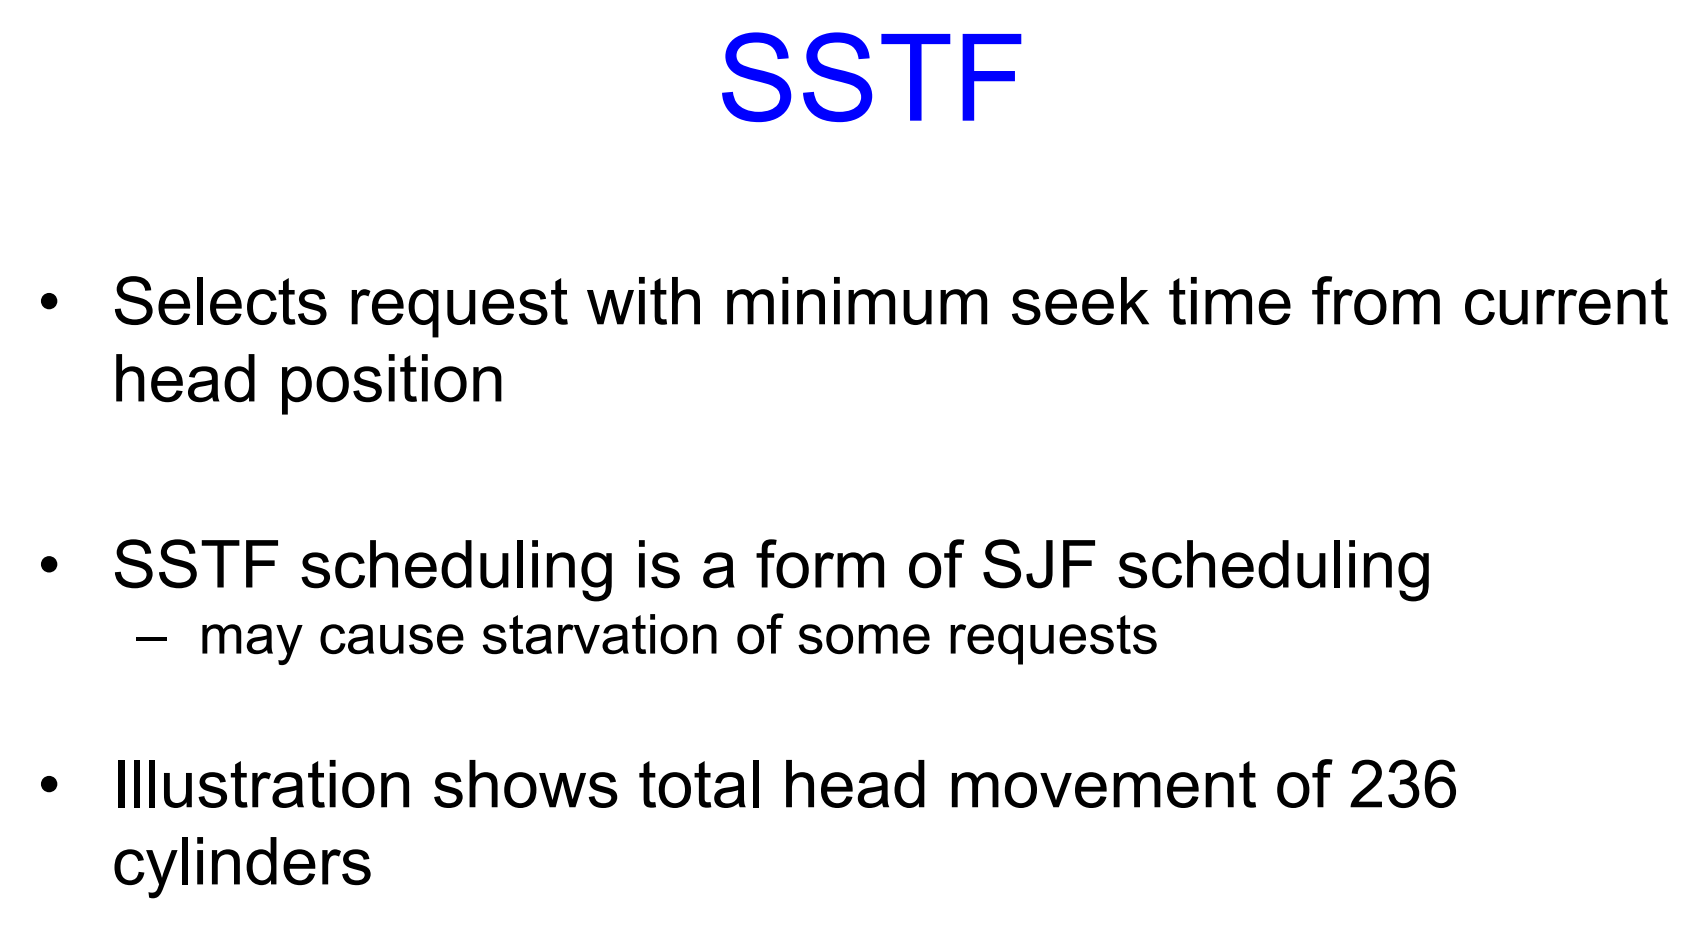 SSTF
• Selects request with minimum seek time from current
head position
• SSTF scheduling is a form of SJF scheduling
– may cause starvation of some requests
• Illustration shows total head movement of 236
cylinders